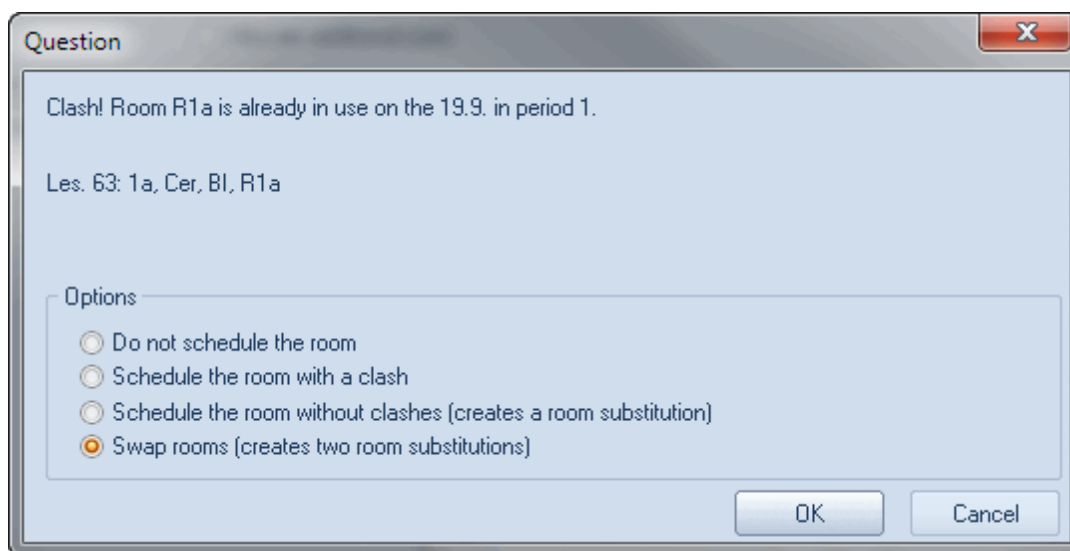 Question
Clash! Room R1a is already in use on the 19.9. in period 1.
Les. 63: 1a, Cer, BI, R1a
Options
Do not schedule the room
Schedule the room with a clash
Schedule the room without clashes (creates a room substitution)
Swap rooms (creates two room substitutions)
OK Cancel